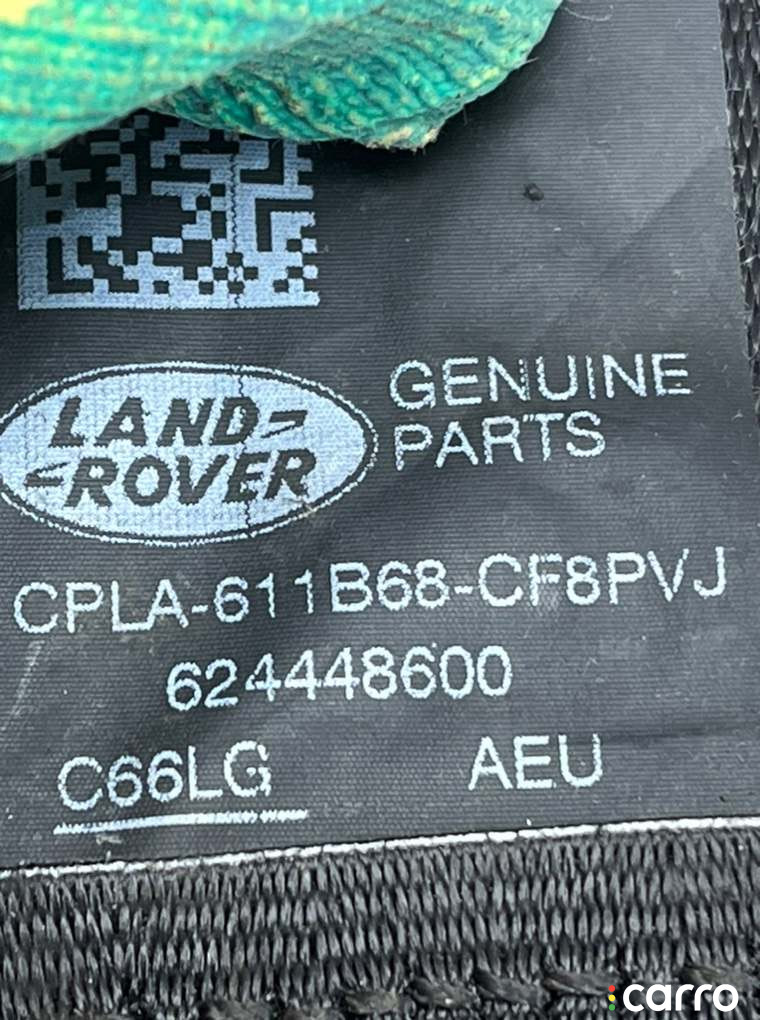 LAND
ROVER
GENUINE
PARTS
CPLA-611B68-CF8PVJ
624448600
C66LG AEU
carro